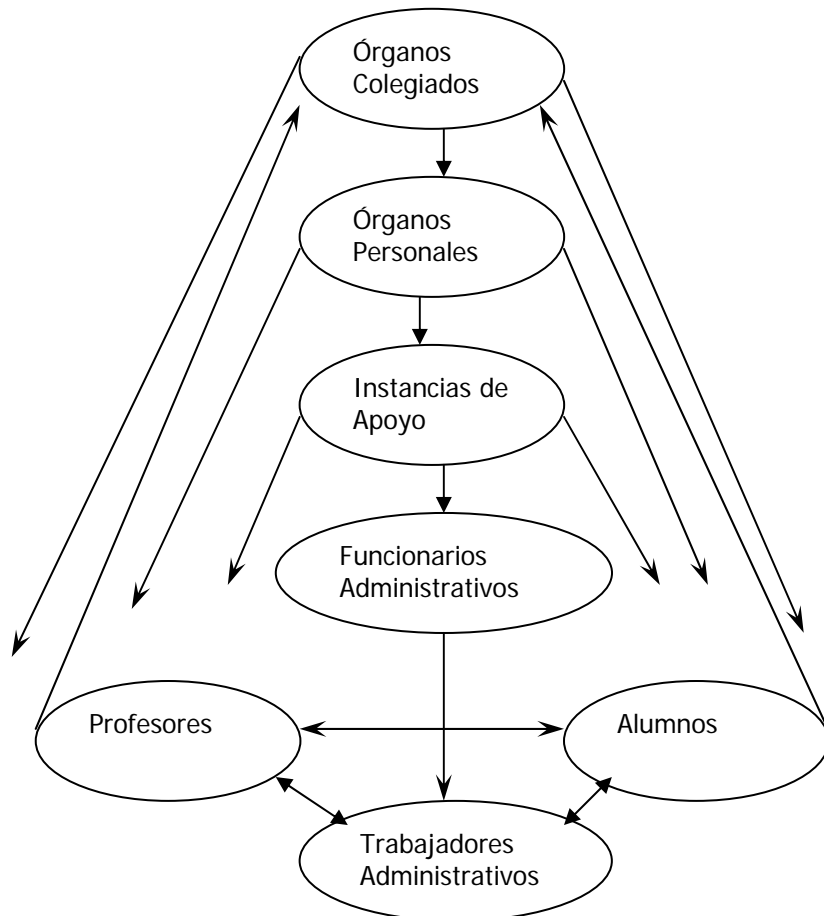 Órganos
Colegiados
Órganos
Personales
Instancias de
Apoyo
Funcionarios
Administrativos
Profesores
Alumnos
Trabajadores
Administrativos